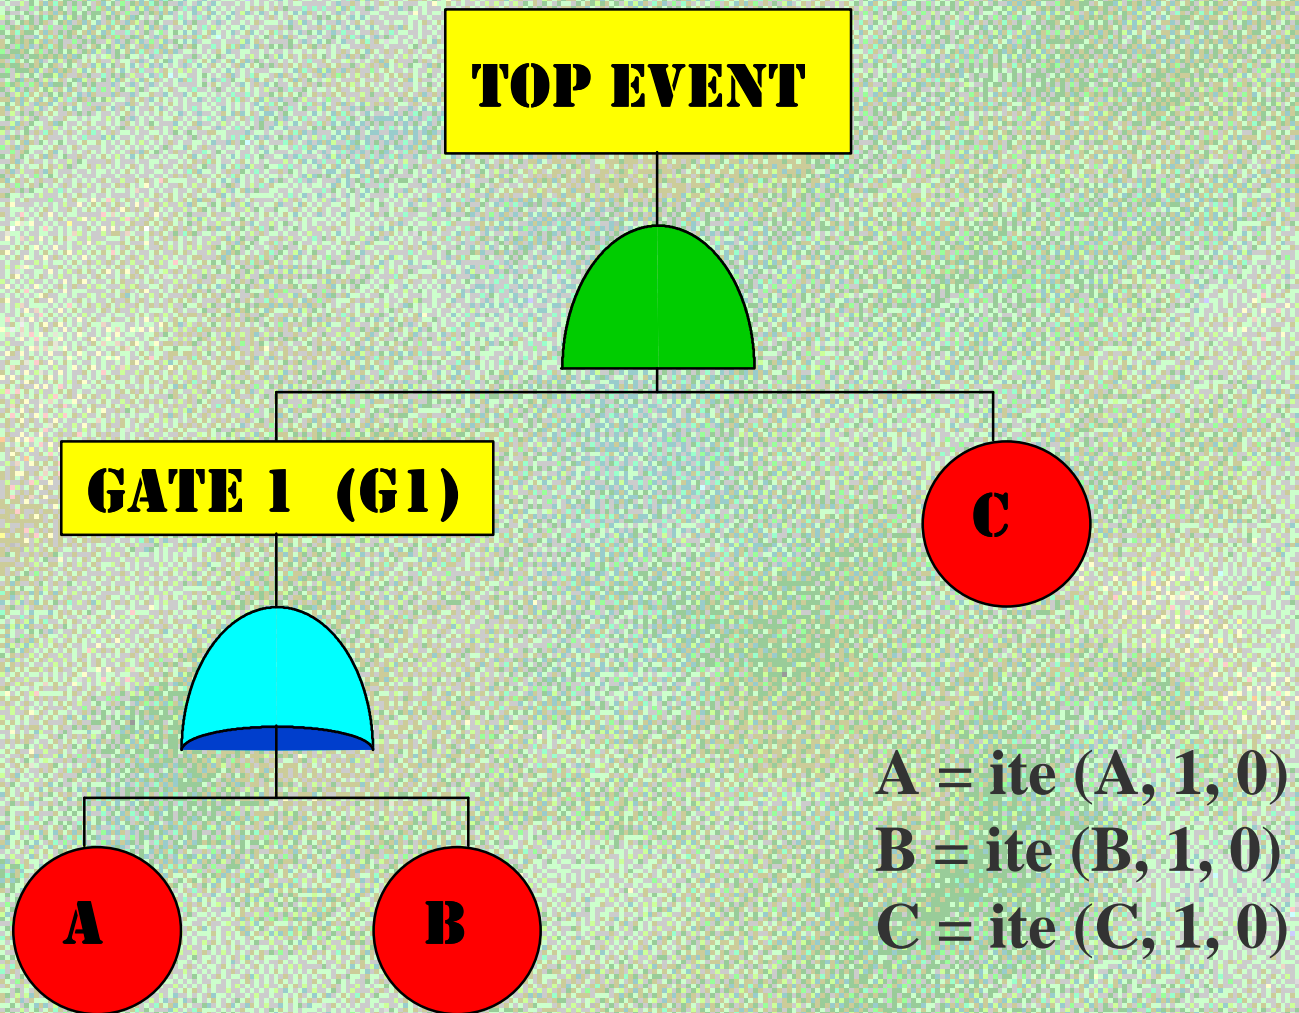 TOP EVENT
GATE 1 (G1)
C
A
B
A = ite (A, 1, 0)
B = ite (B, 1, 0)
C = ite (C, 1, 0)